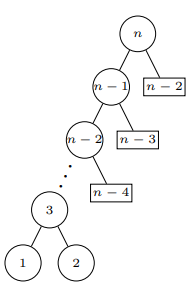 n
n − 1
n − 2
n − 2
n − 3
n − 4
3
1
2